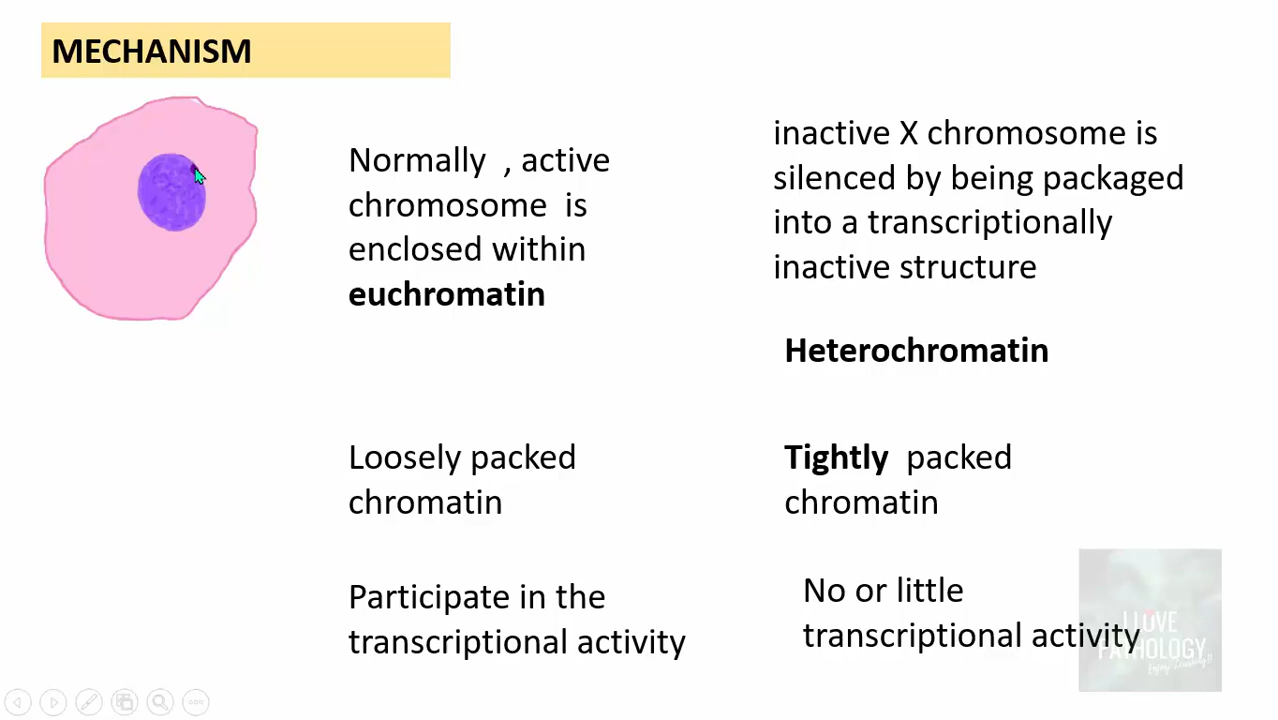 MECHANISM
Normally , active
chromosome is
enclosed within
euchromatin
Loosely packed
chromatin
Participate in the
transcriptional activity
inactive X chromosome is
silenced by being packaged
into a transcriptionally
inactive structure
Heterochromatin
Tightly packed
chromatin
No or little
transcriptional activity
I LOVE
PATHOLOGY
Enjoy Learning!!